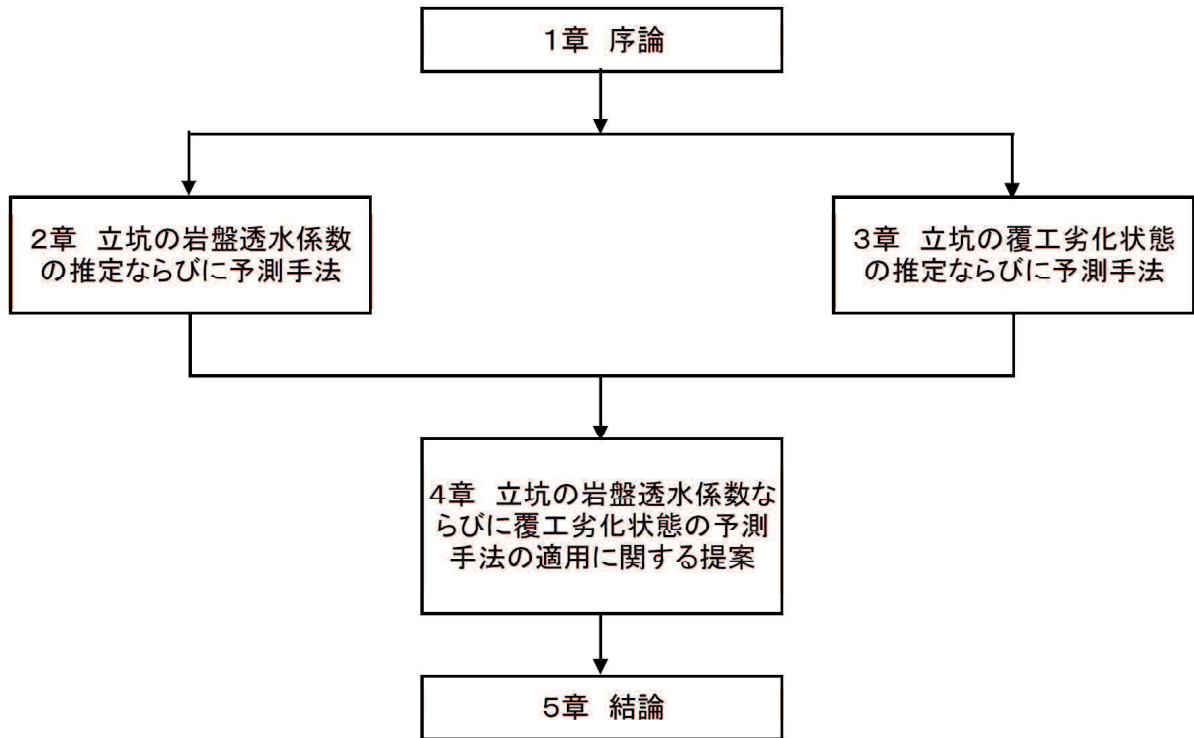 1章 序論
2章 立坑の岩盤透水係数
の推定ならびに予測手法
3章 立坑の覆工劣化状態
の推定ならびに予測手法
4章 立坑の岩盤透水係数な
らびに覆工劣化状態の予測
手法の適用に関する提案
5章 結論